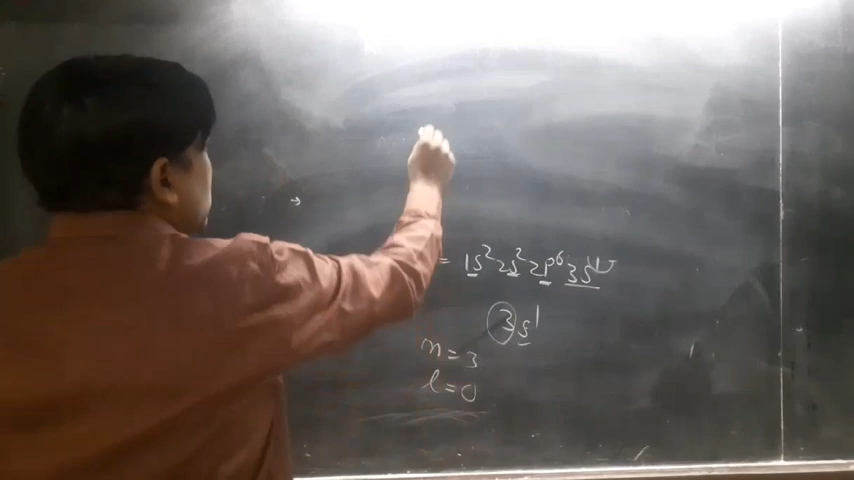 →
= 1s² 2s² 2p⁶ 3s¹
3s¹
n = 3
l = 0